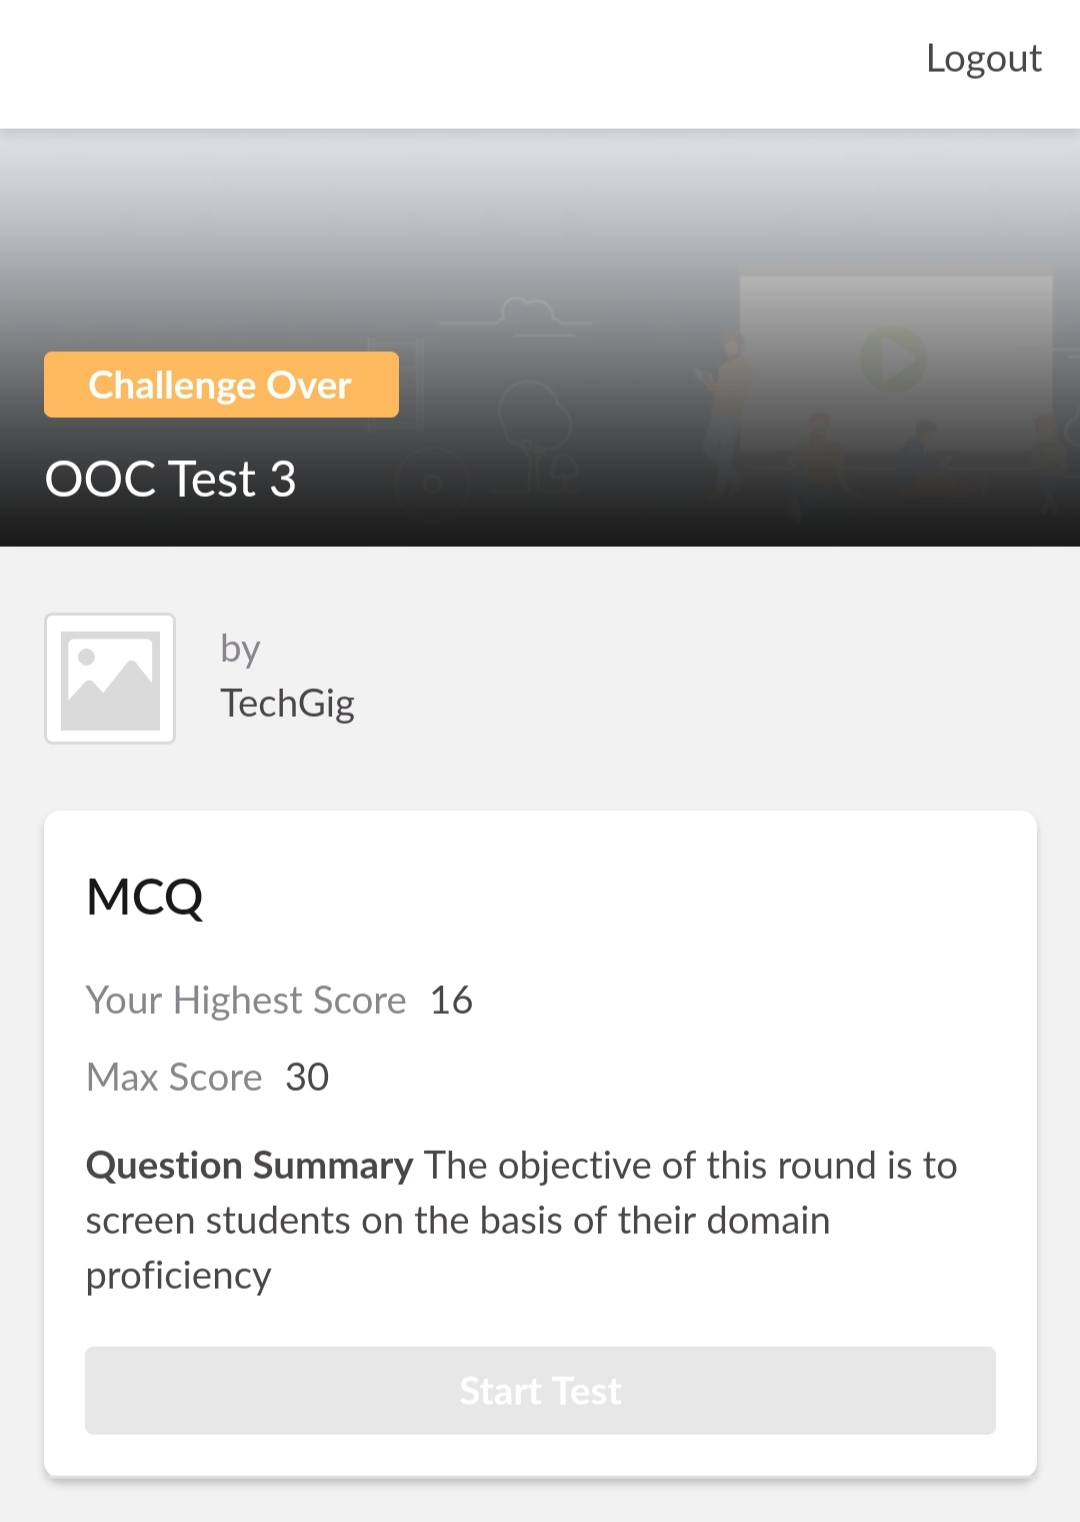 Logout
Challenge Over
OOC Test 3
by
TechGig
MCQ
Your Highest Score 16
Max Score 30
Question Summary The objective of this round is to
screen students on the basis of their domain
proficiency
Start Test